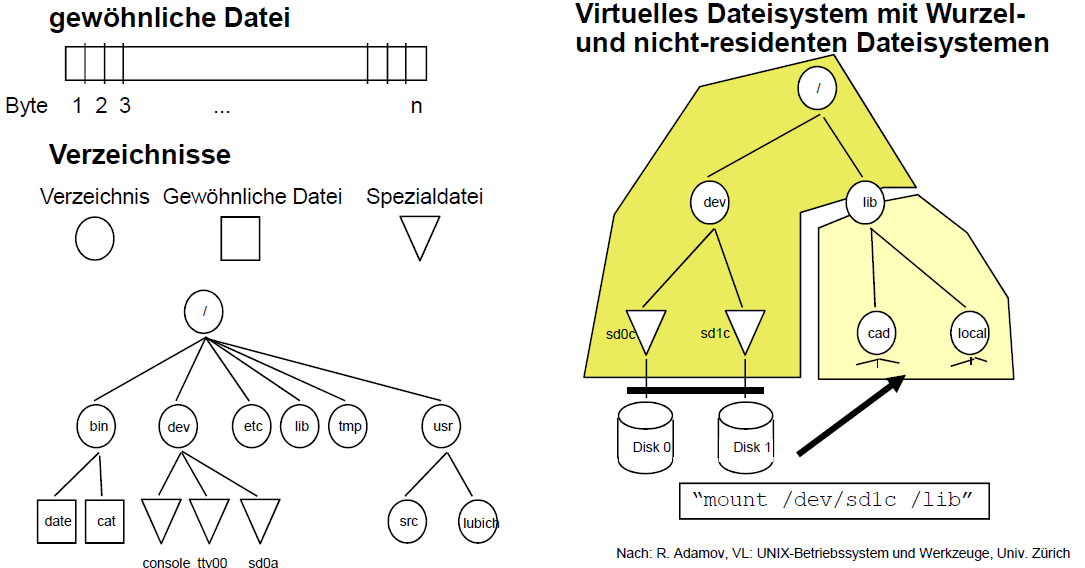 gewöhnliche Datei
Byte 1 2 3 ... n
Verzeichnisse
Verzeichnis Gewöhnliche Datei Spezialdatei
/
bin dev etc lib tmp usr
date cat src lubich
console ttv00 sd0a
Virtuelles Dateisystem mit Wurzel-
und nicht-residenten Dateisystemen
/
dev lib
sd0c sd1c cad local
Disk 0 Disk 1
“mount /dev/sd1c /lib”
Nach: R. Adamov, VL: UNIX-Betriebssystem und Werkzeuge, Univ. Zürich